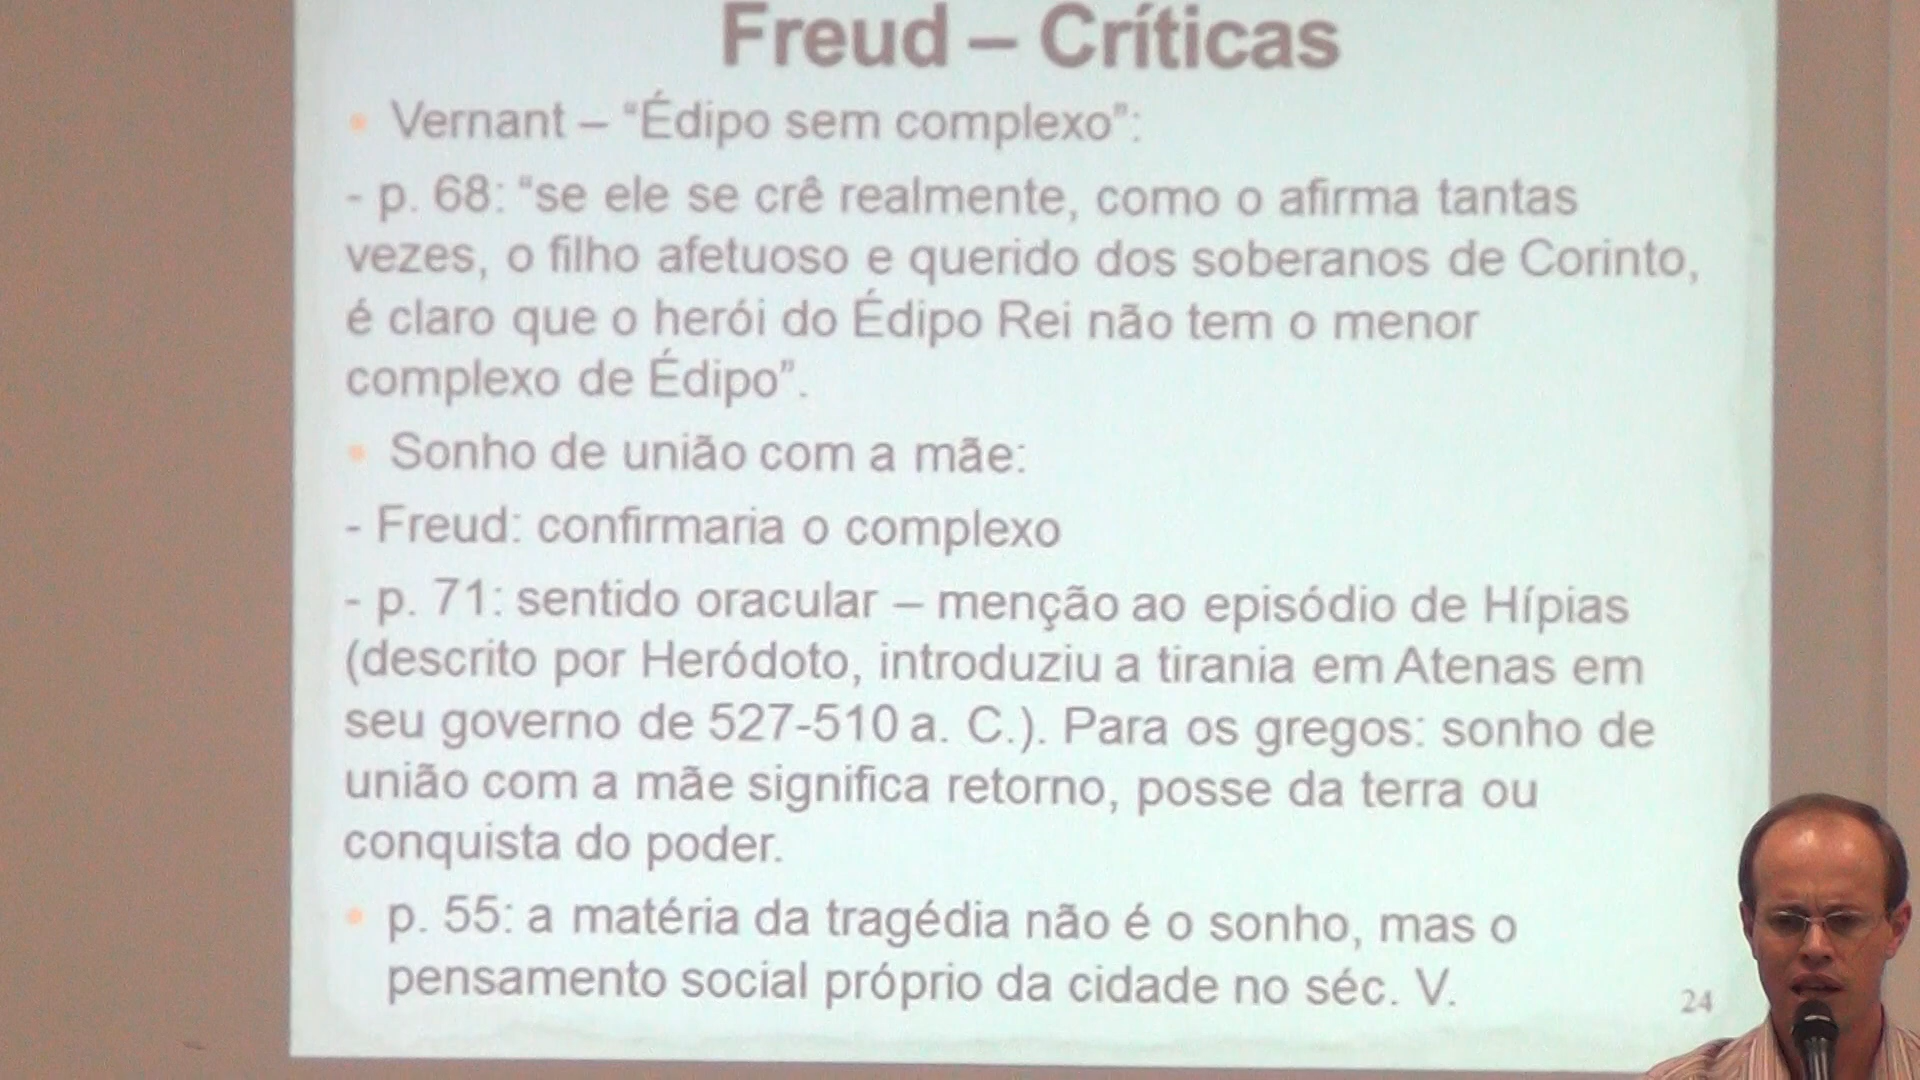 Freud – Críticas
• Vernant – “Édipo sem complexo”:
- p. 68: “se ele se crê realmente, como o afirma tantas
vezes, o filho afetuoso e querido dos soberanos de Corinto,
é claro que o herói do Édipo Rei não tem o menor
complexo de Édipo”.
• Sonho de união com a mãe:
- Freud: confirmaria o complexo
- p. 71: sentido oracular – menção ao episódio de Hípias
(descrito por Heródoto, introduziu a tirania em Atenas em
seu governo de 527-510 a. C.). Para os gregos: sonho de
união com a mãe significa retorno, posse da terra ou
conquista do poder.
• p. 55: a matéria da tragédia não é o sonho, mas o
pensamento social próprio da cidade no séc. V.
24